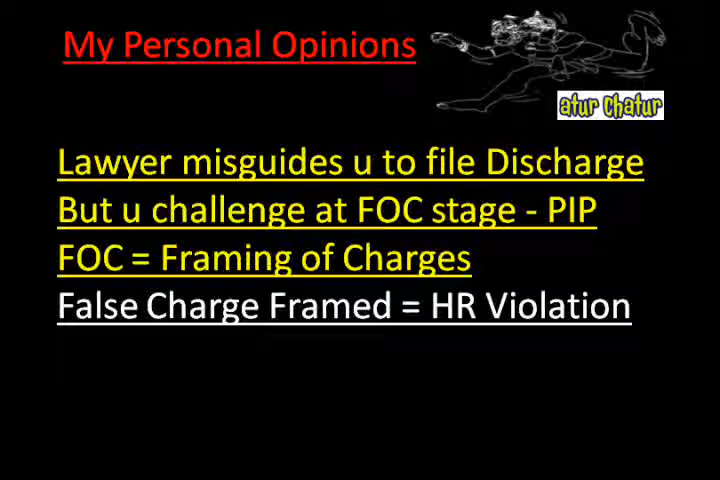 My Personal Opinions
atur chatur
Lawyer misguides u to file Discharge
But u challenge at FOC stage - PIP
FOC = Framing of Charges
False Charge Framed = HR Violation